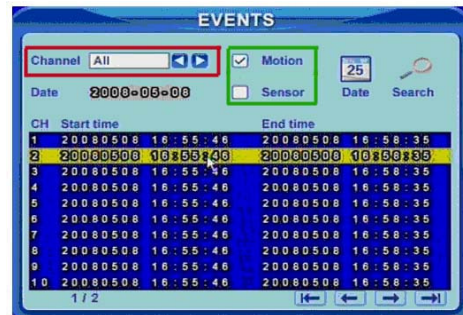 EVENTS
Channel All Motion 25
Date 2008-05-08 Sensor Date Search
CH Start time End time
1 20080508 16:55:46 20080508 16:58:35
2 20080508 16:55:46 20080508 16:58:35
3 20080508 16:55:46 20080508 16:58:35
4 20080508 16:55:46 20080508 16:58:35
5 20080508 16:55:46 20080508 16:58:35
6 20080508 16:55:46 20080508 16:58:35
7 20080508 16:55:46 20080508 16:58:35
8 20080508 16:55:46 20080508 16:58:35
9 20080508 16:55:46 20080508 16:58:35
10 20080508 16:55:46 20080508 16:58:35
1 / 2